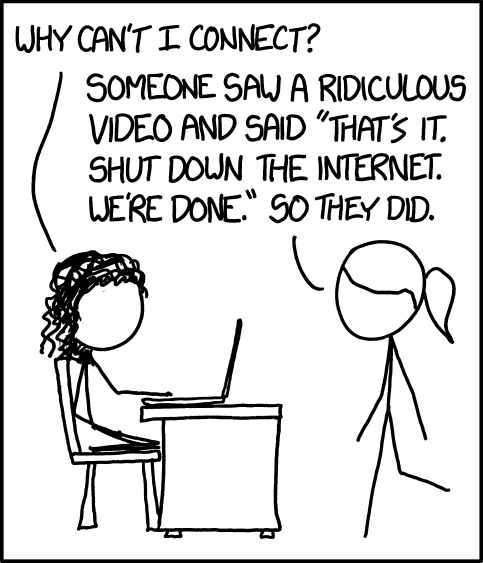 WHY CAN'T I CONNECT?
SOMEONE SAW A RIDICULOUS
VIDEO AND SAID "THAT'S IT.
SHUT DOWN THE INTERNET.
WE'RE DONE." SO THEY DID.